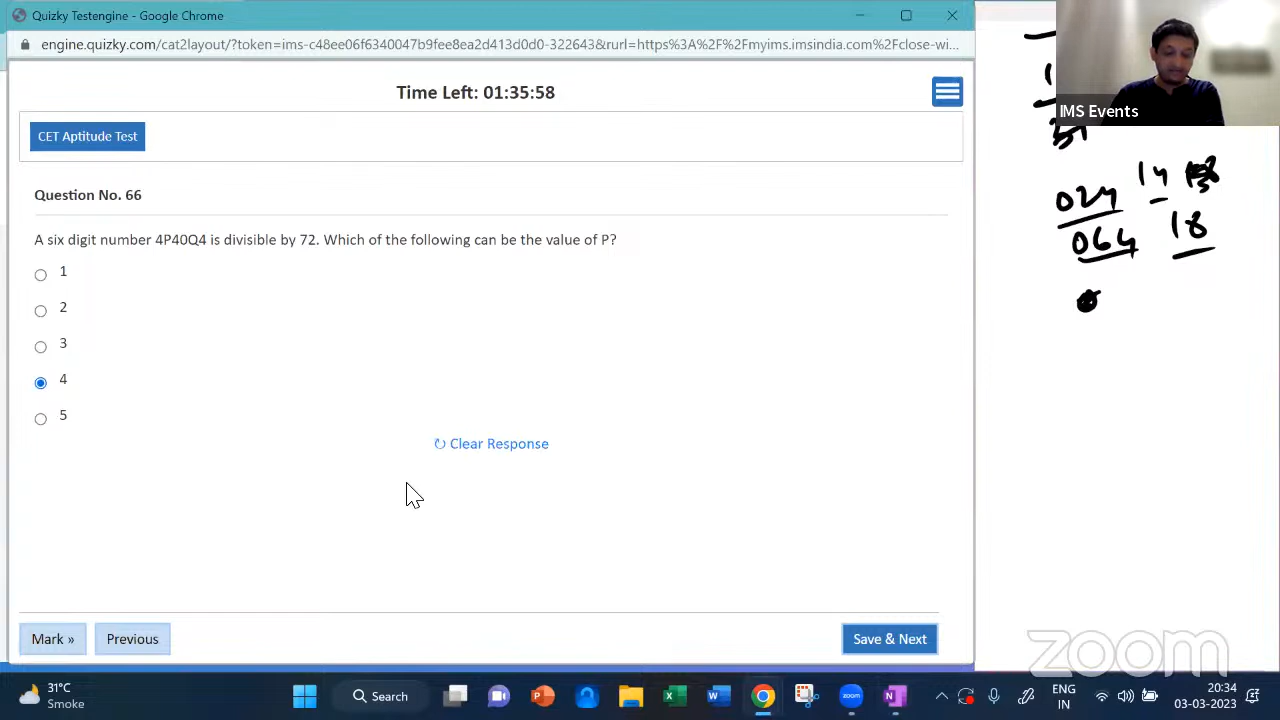 Quizky Testengine - Google Chrome
engine.quizky.com/cat2layout/?token=ims-c48ee06f6340047b9fee8ea2d413d0d0-322643&rurl=https%3A%2F%2Fmyims.imsindia.com%2Fclose-wi...
Time Left: 01:35:58
CET Aptitude Test
Question No. 66
A six digit number 4P40Q4 is divisible by 72. Which of the following can be the value of P?
1
2
3
4
5
Clear Response
Mark »
Previous
Save & Next
IMS Events
024
14
064
18
zoom
31°C
Smoke
Search
ENG
IN
20:34
03-03-2023